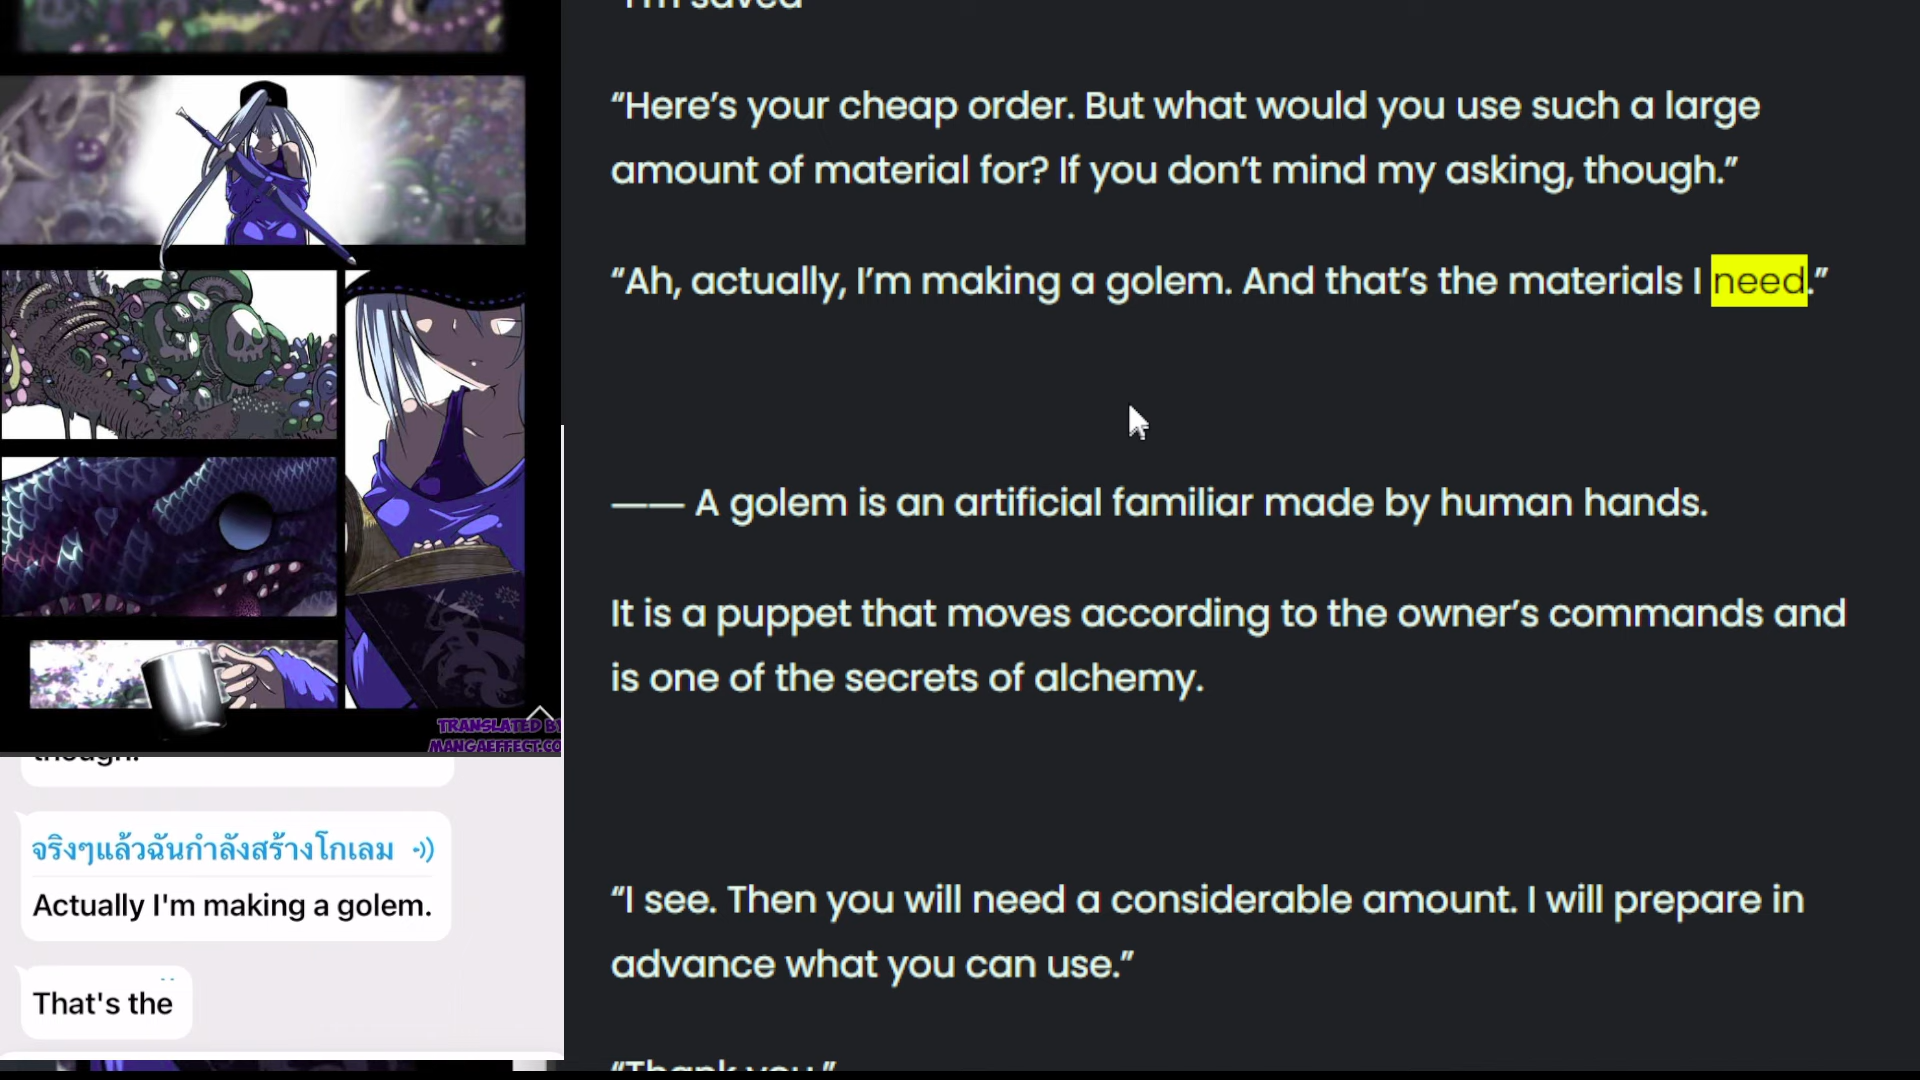 "I'm saved"
“Here’s your cheap order. But what would you use such a large
amount of material for? If you don’t mind my asking, though.”
“Ah, actually, I’m making a golem. And that’s the materials I need.”
—— A golem is an artificial familiar made by human hands.
It is a puppet that moves according to the owner’s commands and
is one of the secrets of alchemy.
“I see. Then you will need a considerable amount. I will prepare in
advance what you can use.”
“Thank you.”
TRANSLATED BY
MANGAEFFECT.CO
though.
จริงๆแล้วฉันกำลังสร้างโกเลม
Actually I'm making a golem.
That's the